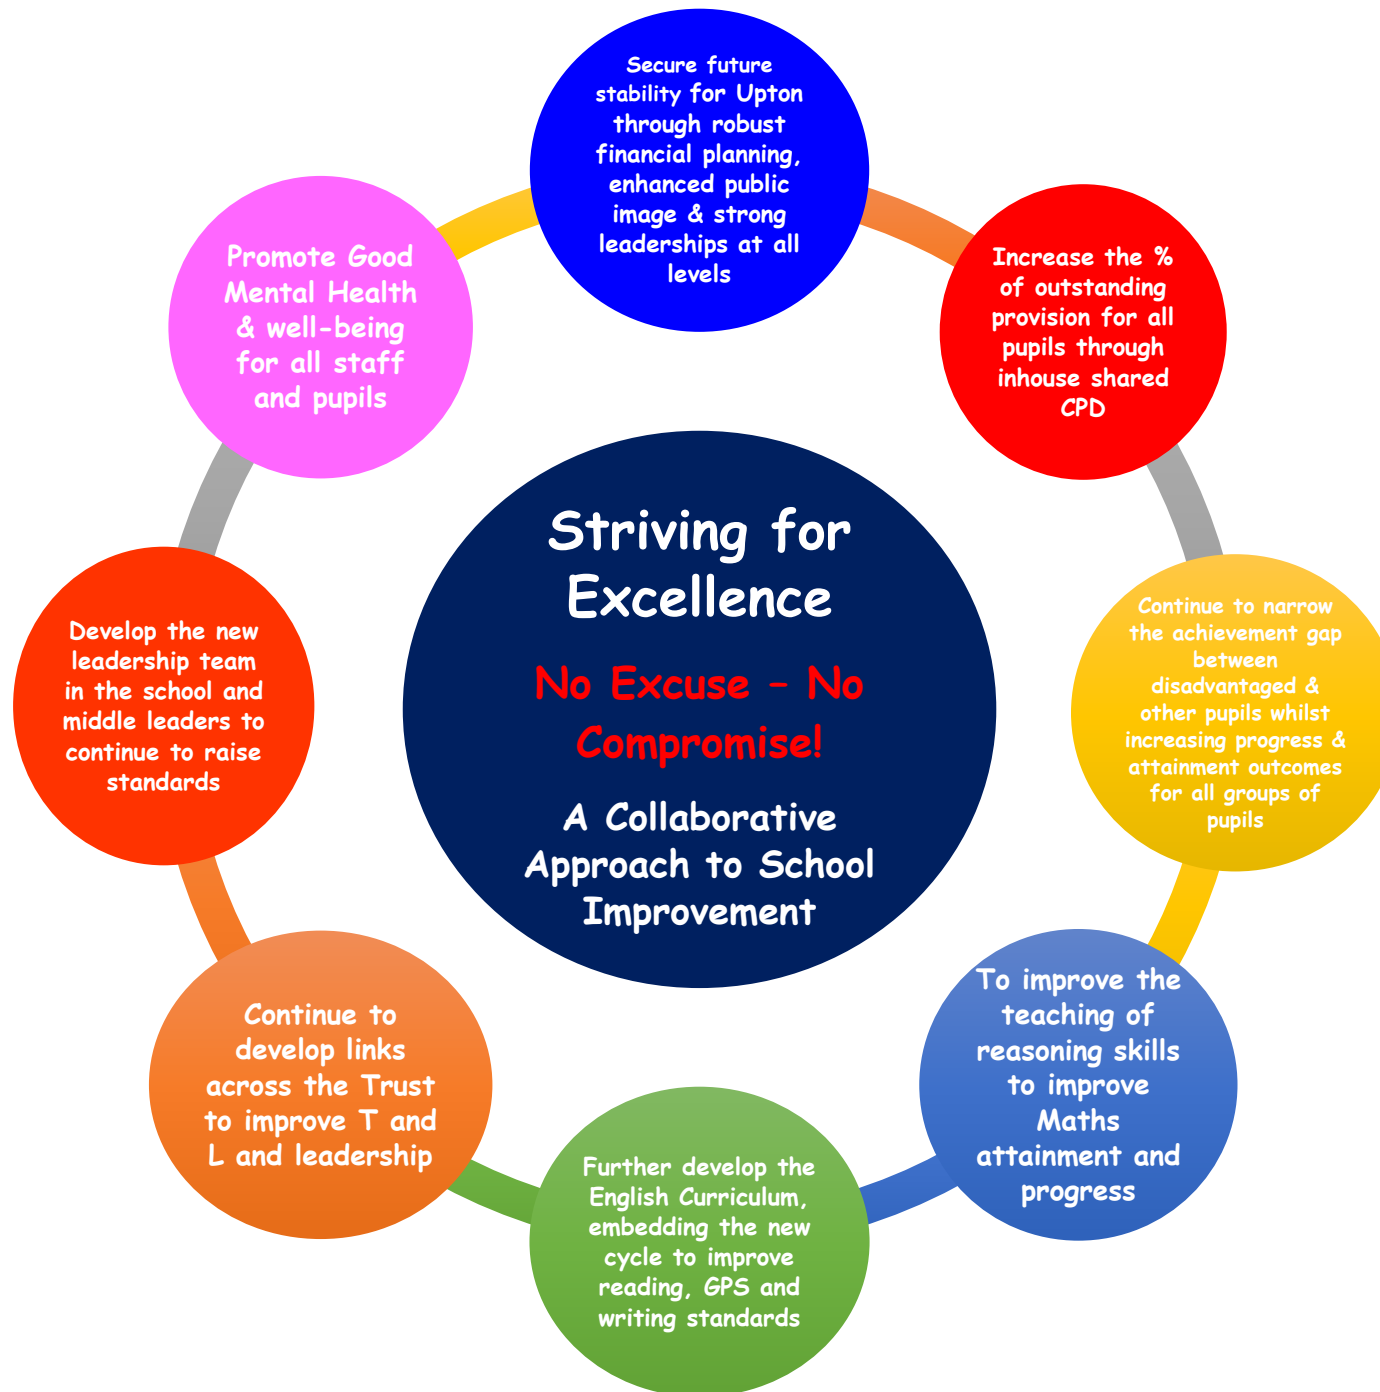 Secure future
stability for Upton
through robust
financial planning,
enhanced public
image & strong
leaderships at all
levels
Increase the %
of outstanding
provision for all
pupils through
inhouse shared
CPD
Continue to narrow
the achievement gap
between
disadvantaged &
other pupils whilst
increasing progress &
attainment outcomes
for all groups of
pupils
To improve the
teaching of
reasoning skills
to improve
Maths
attainment and
progress
Further develop the
English Curriculum,
embedding the new
cycle to improve
reading, GPS and
writing standards
Continue to
develop links
across the Trust
to improve T and
L and leadership
Develop the new
leadership team
in the school and
middle leaders to
continue to raise
standards
Promote Good
Mental Health
& well-being
for all staff
and pupils
Striving for
Excellence
No Excuse – No
Compromise!
A Collaborative
Approach to School
Improvement